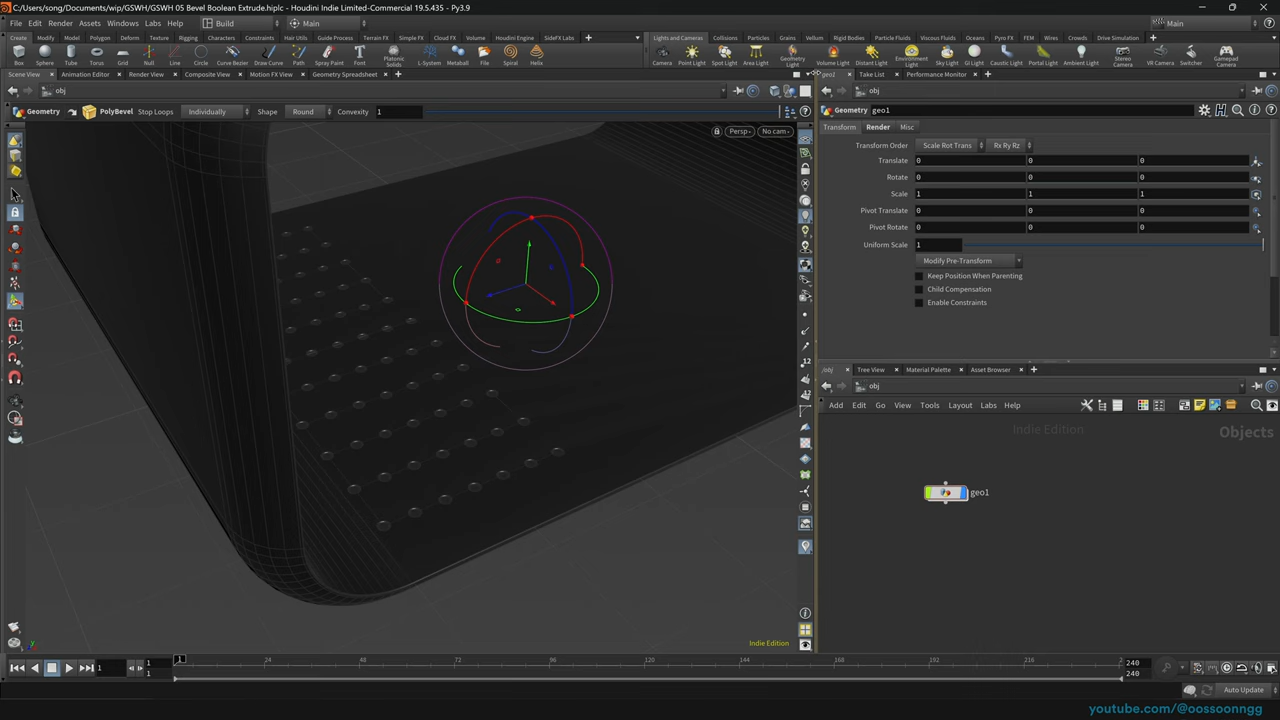 C:/Users/song/Documents/wip/GSWH/GSWH 05 Bevel Boolean Extrude.hiplc - Houdini Indie Limited-Commercial 19.5.435 - Py3.9
File Edit Render Assets Windows Labs Help Build Main Main
Create Modify Model Polygon Deform Texture Rigging Characters Constraints Hair Utils Guide Process Terrain FX Simple FX Cloud FX Volume Houdini Engine SideFX Labs
Lights and Cameras Collisions Particles Grains Vellum Rigid Bodies Particle Fluids Viscous Fluids Oceans Pyro FX FEM Wires Crowds Drive Simulation
Box Sphere Tube Torus Grid Null Line Circle Curve Bezier Draw Curve Path Spray Paint Font Platonic Solids L-System Metaball File Spiral Helix
Camera Point Light Spot Light Area Light Geometry Light Volume Light Distant Light Environment Light Sky Light GI Light Caustic Light Portal Light Ambient Light Stereo Camera VR Camera Switcher Gamepad Camera
Scene View Animation Editor Render View Composite View Motion FX View Geometry Spreadsheet
geo1 Take List Performance Monitor
obj
obj
Geometry PolyBevel Stop Loops Individually Shape Round Convexity 1
Geometry geo1
Persp No cam
Transform Render Misc
Transform Order Scale Rot Trans Rx Ry Rz
Translate 0 0 0
Rotate 0 0 0
Scale 1 1 1
Pivot Translate 0 0 0
Pivot Rotate 0 0 0
Uniform Scale 1
Modify Pre-Transform
Keep Position When Parenting
Child Compensation
Enable Constraints
/obj Tree View Material Palette Asset Browser
obj
Add Edit Go View Tools Layout Labs Help
Indie Edition
Objects
geo1
Indie Edition
1 1 1 1 24 48 72 96 120 144 168 192 216 2 240 240
Auto Update
youtube.com/@oossoonngg